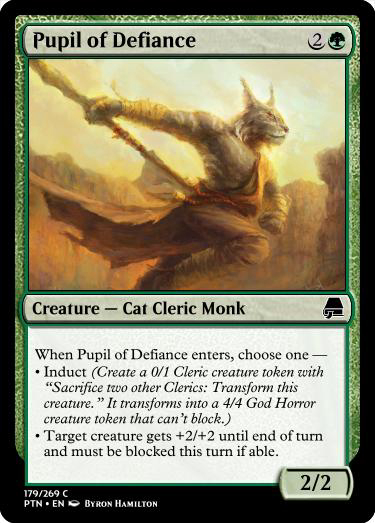 Pupil of Defiance 2
Creature — Cat Cleric Monk
When Pupil of Defiance enters, choose one —
• Induct (Create a 0/1 Cleric creature token with
“Sacrifice two other Clerics: Transform this
creature.” It transforms into a 4/4 God Horror
creature token that can't block.)
• Target creature gets +2/+2 until end of turn
and must be blocked this turn if able.
2/2
179/269 C
PTN • EN Byron Hamilton